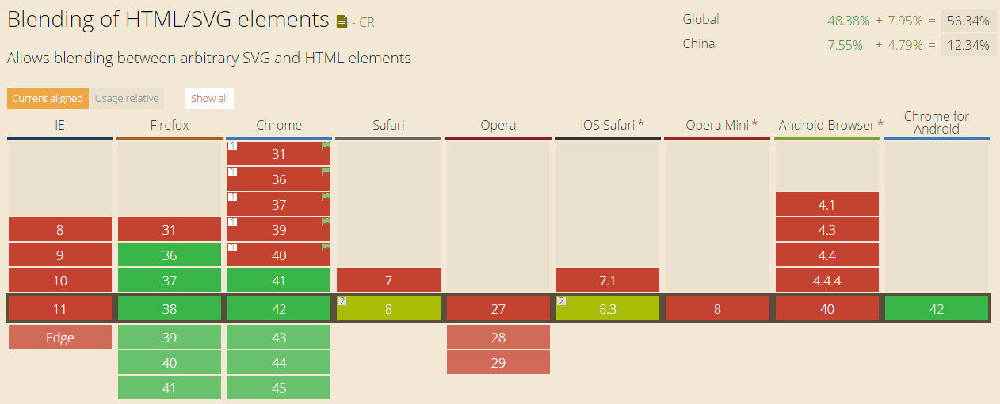 Blending of HTML/SVG elements - CR
Global 48.38% + 7.95% = 56.34%
China 7.55% + 4.79% = 12.34%
Allows blending between arbitrary SVG and HTML elements
Current aligned Usage relative Show all
IE Firefox Chrome Safari Opera iOS Safari * Opera Mini * Android Browser * Chrome for Android
1 31
1 36
1 37 4.1
8 31 1 39 4.3
9 36 1 40 4.4
10 37 41 7 7.1 4.4.4
11 38 42 2 8 27 2 8.3 8 40 42
Edge 39 43 28
40 44 29
41 45